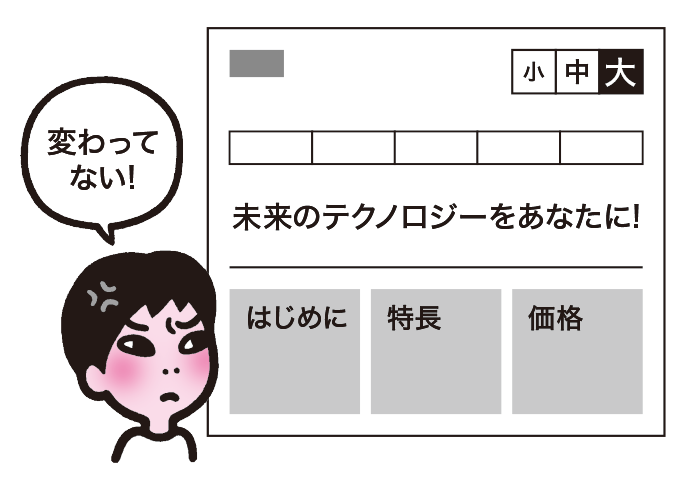 小 中 大
変わって
ない!
未来のテクノロジーをあなたに!
はじめに 特長 価格